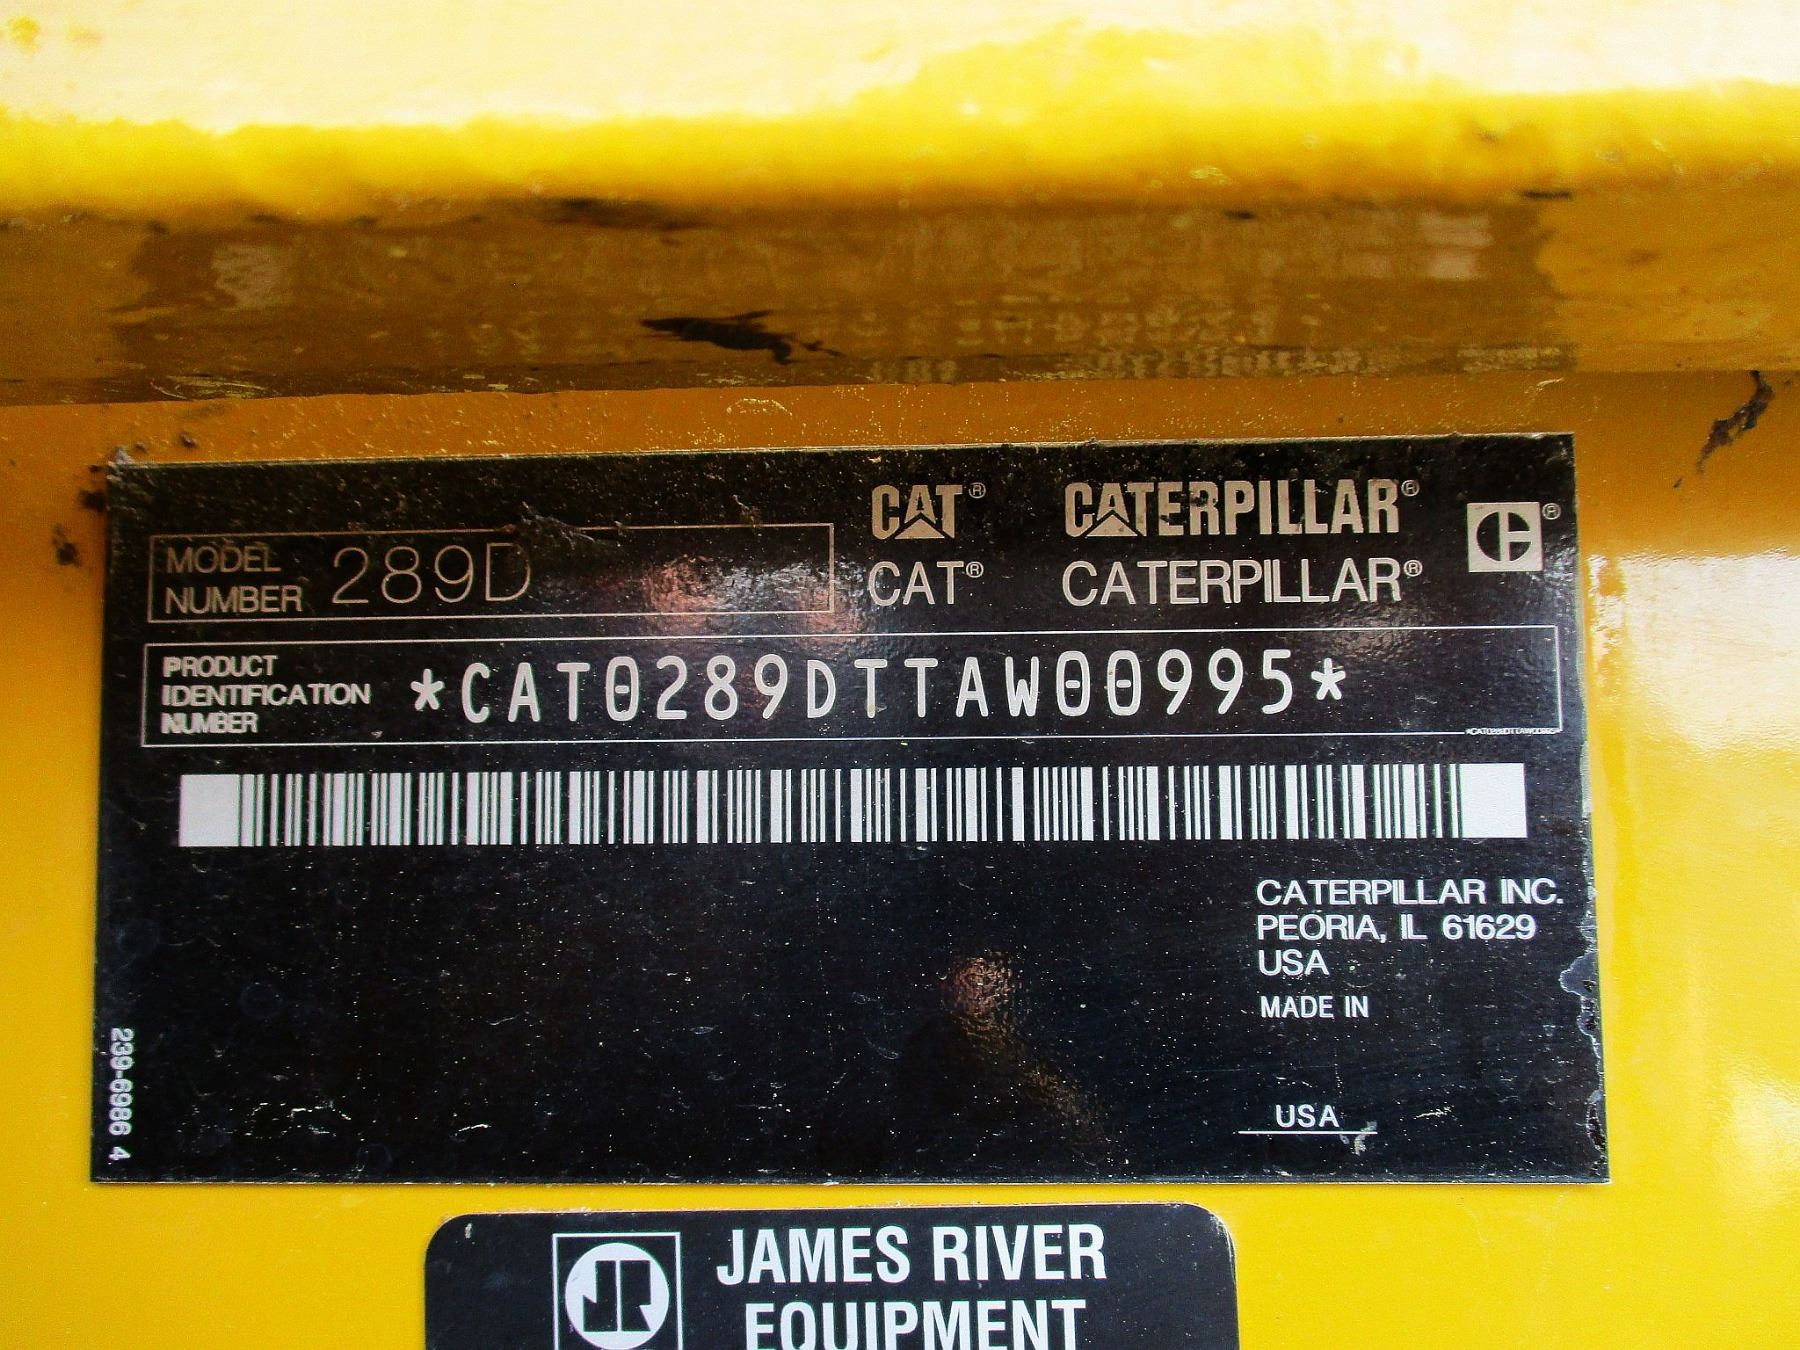 CAT® CATERPILLAR®
MODEL NUMBER 289D
CAT® CATERPILLAR®
PRODUCT IDENTIFICATION NUMBER *CAT0289DTTAW00995*
*CAT0289DTTAW00995*
CATERPILLAR INC.
PEORIA, IL 61629
USA
MADE IN
USA
239-6986 4
JAMES RIVER
EQUIPMENT